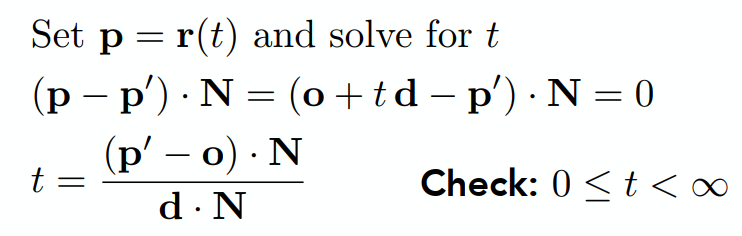 Set p = r(t) and solve for t
(p − p′) · N = (o + t d − p′) · N = 0
t = (p′ − o) · N / d · N
Check: 0 ≤ t < ∞